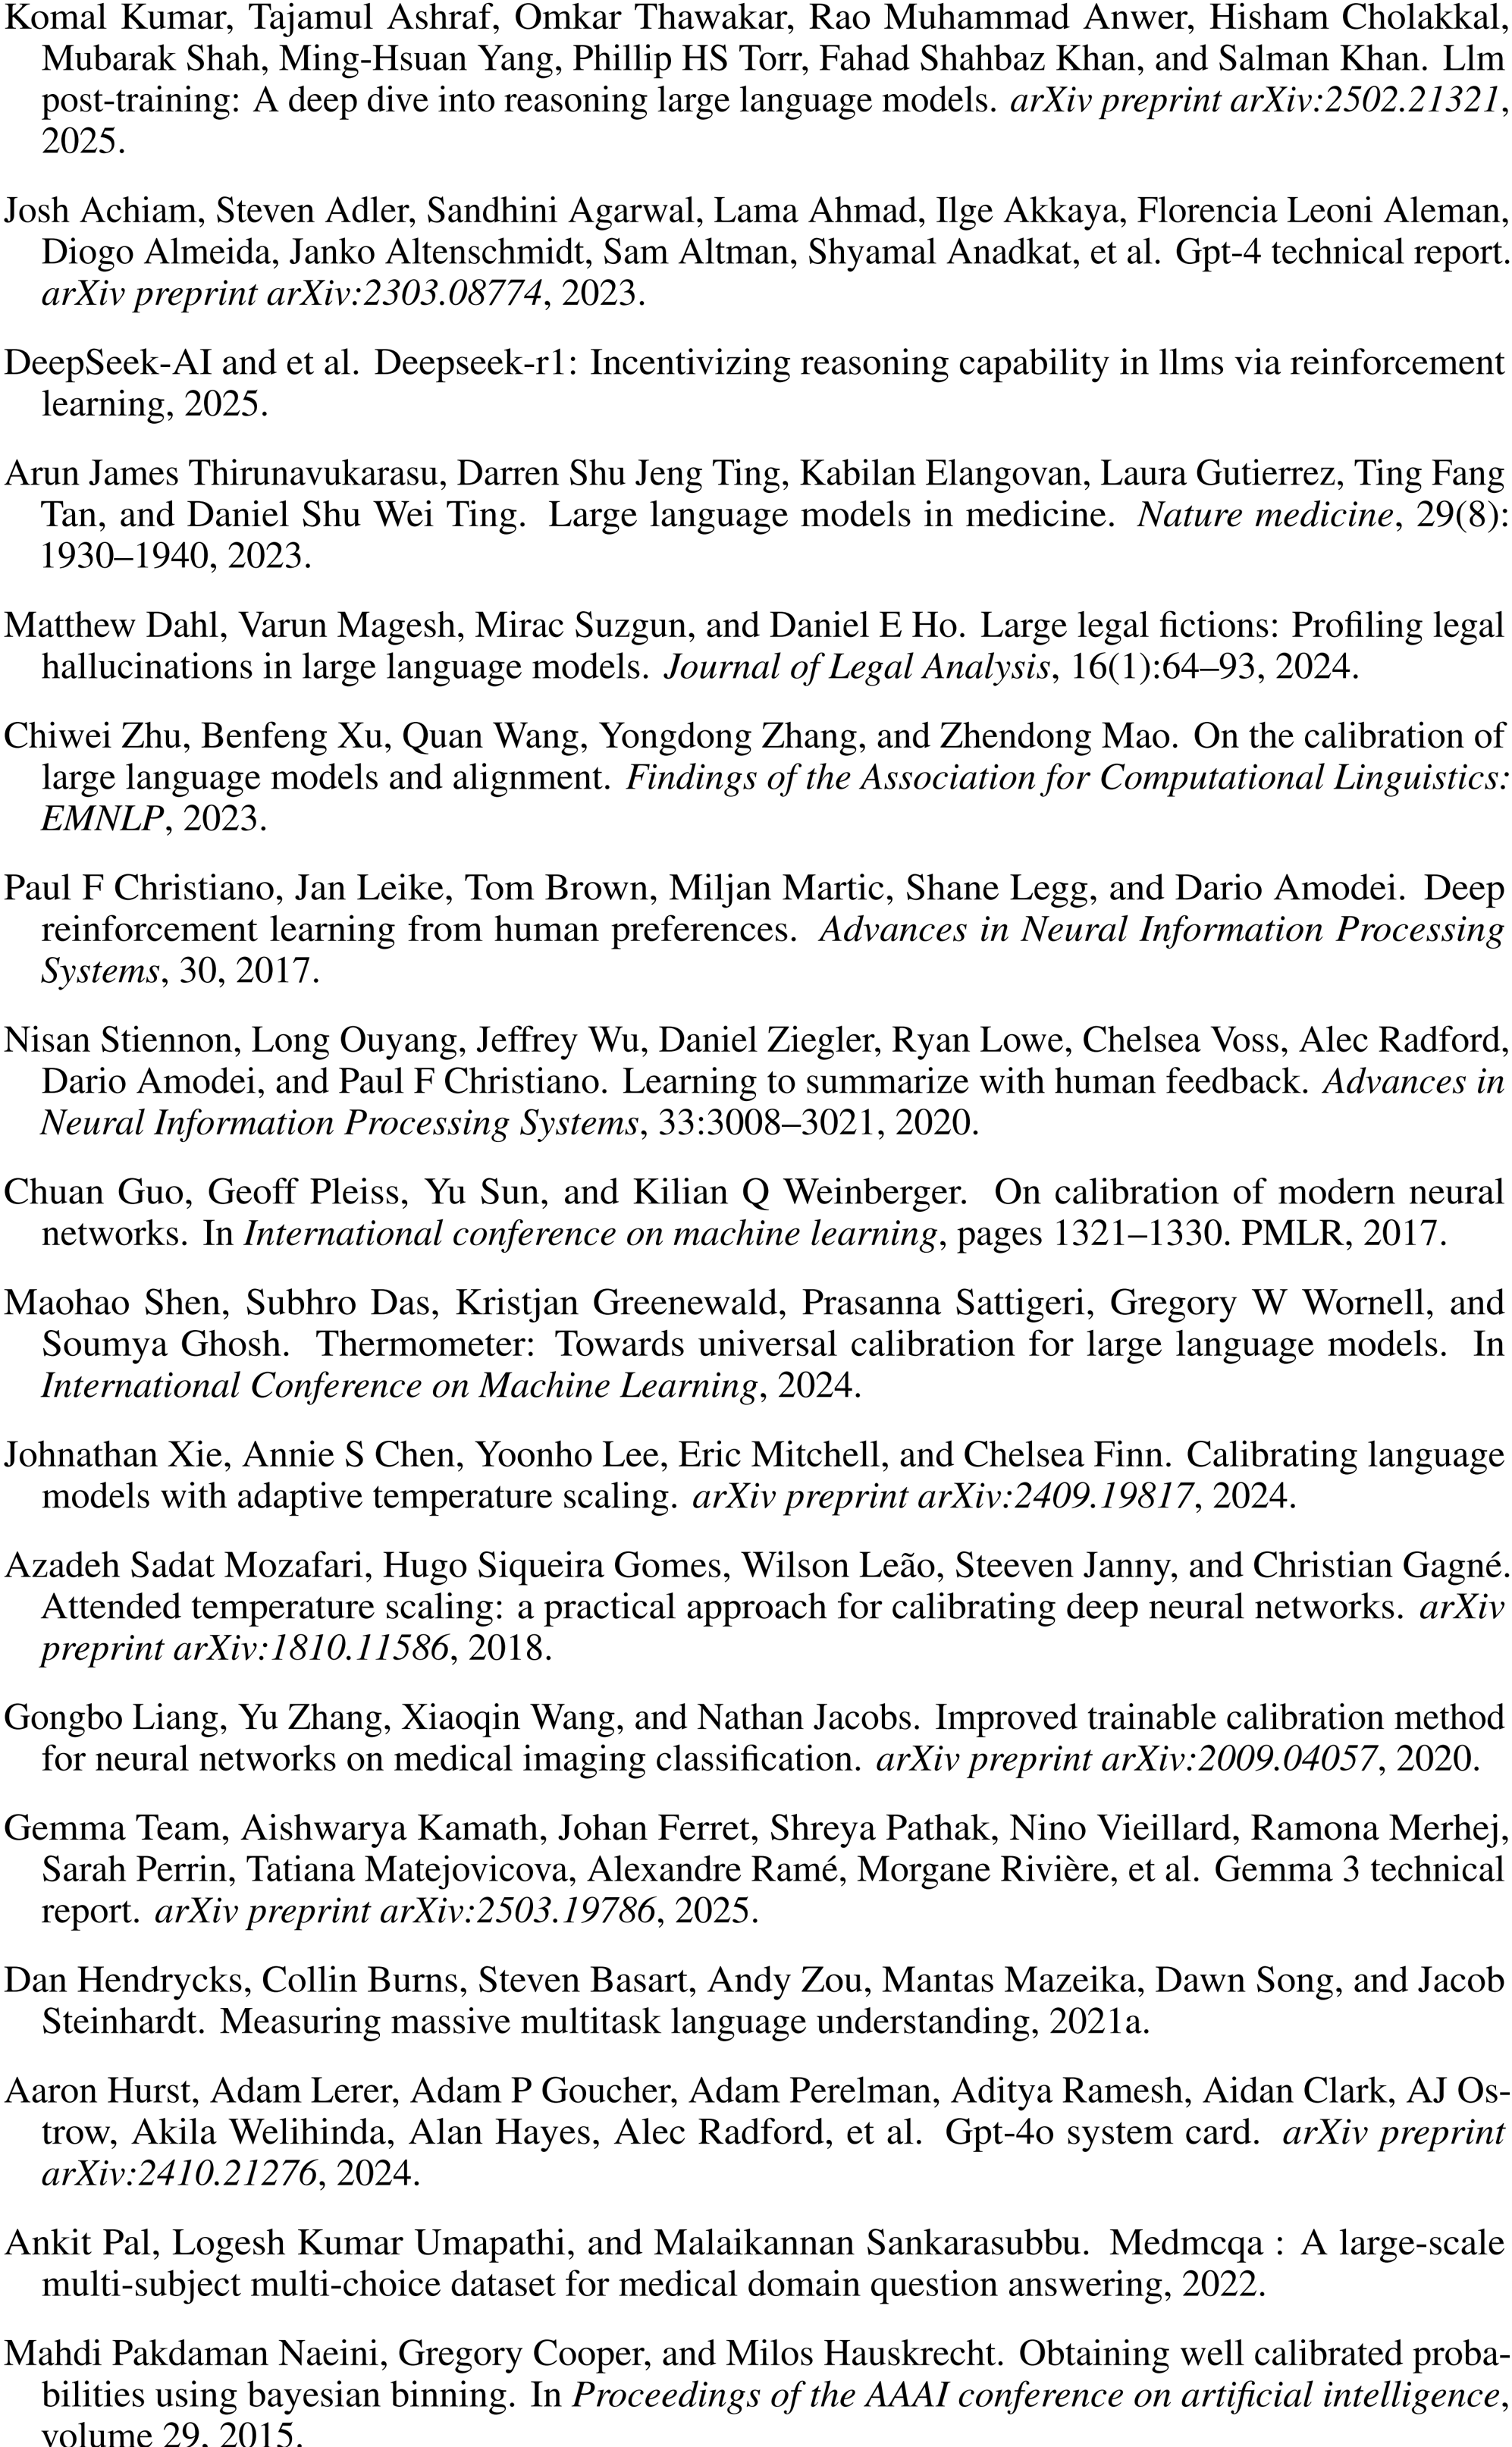 Komal Kumar, Tajamul Ashraf, Omkar Thawakar, Rao Muhammad Anwer, Hisham Cholakkal,
Mubarak Shah, Ming-Hsuan Yang, Phillip HS Torr, Fahad Shahbaz Khan, and Salman Khan. Llm
post-training: A deep dive into reasoning large language models. arXiv preprint arXiv:2502.21321,
2025.
Josh Achiam, Steven Adler, Sandhini Agarwal, Lama Ahmad, Ilge Akkaya, Florencia Leoni Aleman,
Diogo Almeida, Janko Altenschmidt, Sam Altman, Shyamal Anadkat, et al. Gpt-4 technical report.
arXiv preprint arXiv:2303.08774, 2023.
DeepSeek-AI and et al. Deepseek-r1: Incentivizing reasoning capability in llms via reinforcement
learning, 2025.
Arun James Thirunavukarasu, Darren Shu Jeng Ting, Kabilan Elangovan, Laura Gutierrez, Ting Fang
Tan, and Daniel Shu Wei Ting. Large language models in medicine. Nature medicine, 29(8):
1930–1940, 2023.
Matthew Dahl, Varun Magesh, Mirac Suzgun, and Daniel E Ho. Large legal fictions: Profiling legal
hallucinations in large language models. Journal of Legal Analysis, 16(1):64–93, 2024.
Chiwei Zhu, Benfeng Xu, Quan Wang, Yongdong Zhang, and Zhendong Mao. On the calibration of
large language models and alignment. Findings of the Association for Computational Linguistics:
EMNLP, 2023.
Paul F Christiano, Jan Leike, Tom Brown, Miljan Martic, Shane Legg, and Dario Amodei. Deep
reinforcement learning from human preferences. Advances in Neural Information Processing
Systems, 30, 2017.
Nisan Stiennon, Long Ouyang, Jeffrey Wu, Daniel Ziegler, Ryan Lowe, Chelsea Voss, Alec Radford,
Dario Amodei, and Paul F Christiano. Learning to summarize with human feedback. Advances in
Neural Information Processing Systems, 33:3008–3021, 2020.
Chuan Guo, Geoff Pleiss, Yu Sun, and Kilian Q Weinberger. On calibration of modern neural
networks. In International conference on machine learning, pages 1321–1330. PMLR, 2017.
Maohao Shen, Subhro Das, Kristjan Greenewald, Prasanna Sattigeri, Gregory W Wornell, and
Soumya Ghosh. Thermometer: Towards universal calibration for large language models. In
International Conference on Machine Learning, 2024.
Johnathan Xie, Annie S Chen, Yoonho Lee, Eric Mitchell, and Chelsea Finn. Calibrating language
models with adaptive temperature scaling. arXiv preprint arXiv:2409.19817, 2024.
Azadeh Sadat Mozafari, Hugo Siqueira Gomes, Wilson Leão, Steeven Janny, and Christian Gagné.
Attended temperature scaling: a practical approach for calibrating deep neural networks. arXiv
preprint arXiv:1810.11586, 2018.
Gongbo Liang, Yu Zhang, Xiaoqin Wang, and Nathan Jacobs. Improved trainable calibration method
for neural networks on medical imaging classification. arXiv preprint arXiv:2009.04057, 2020.
Gemma Team, Aishwarya Kamath, Johan Ferret, Shreya Pathak, Nino Vieillard, Ramona Merhej,
Sarah Perrin, Tatiana Matejovicova, Alexandre Ramé, Morgane Rivière, et al. Gemma 3 technical
report. arXiv preprint arXiv:2503.19786, 2025.
Dan Hendrycks, Collin Burns, Steven Basart, Andy Zou, Mantas Mazeika, Dawn Song, and Jacob
Steinhardt. Measuring massive multitask language understanding, 2021a.
Aaron Hurst, Adam Lerer, Adam P Goucher, Adam Perelman, Aditya Ramesh, Aidan Clark, AJ Os-
trow, Akila Welihinda, Alan Hayes, Alec Radford, et al. Gpt-4o system card. arXiv preprint
arXiv:2410.21276, 2024.
Ankit Pal, Logesh Kumar Umapathi, and Malaikannan Sankarasubbu. Medmcqa : A large-scale
multi-subject multi-choice dataset for medical domain question answering, 2022.
Mahdi Pakdaman Naeini, Gregory Cooper, and Milos Hauskrecht. Obtaining well calibrated proba-
bilities using bayesian binning. In Proceedings of the AAAI conference on artificial intelligence,
volume 29, 2015.